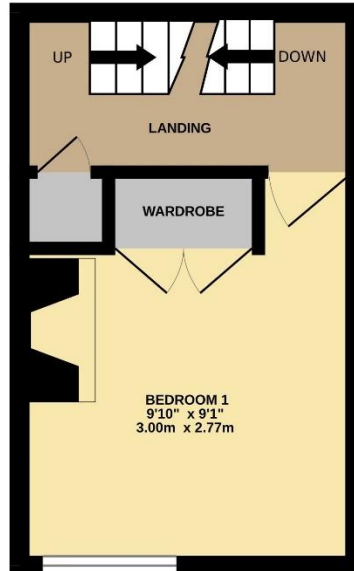 UP
DOWN
LANDING
WARDROBE
BEDROOM 1
9'10" x 9'1"
3.00m x 2.77m